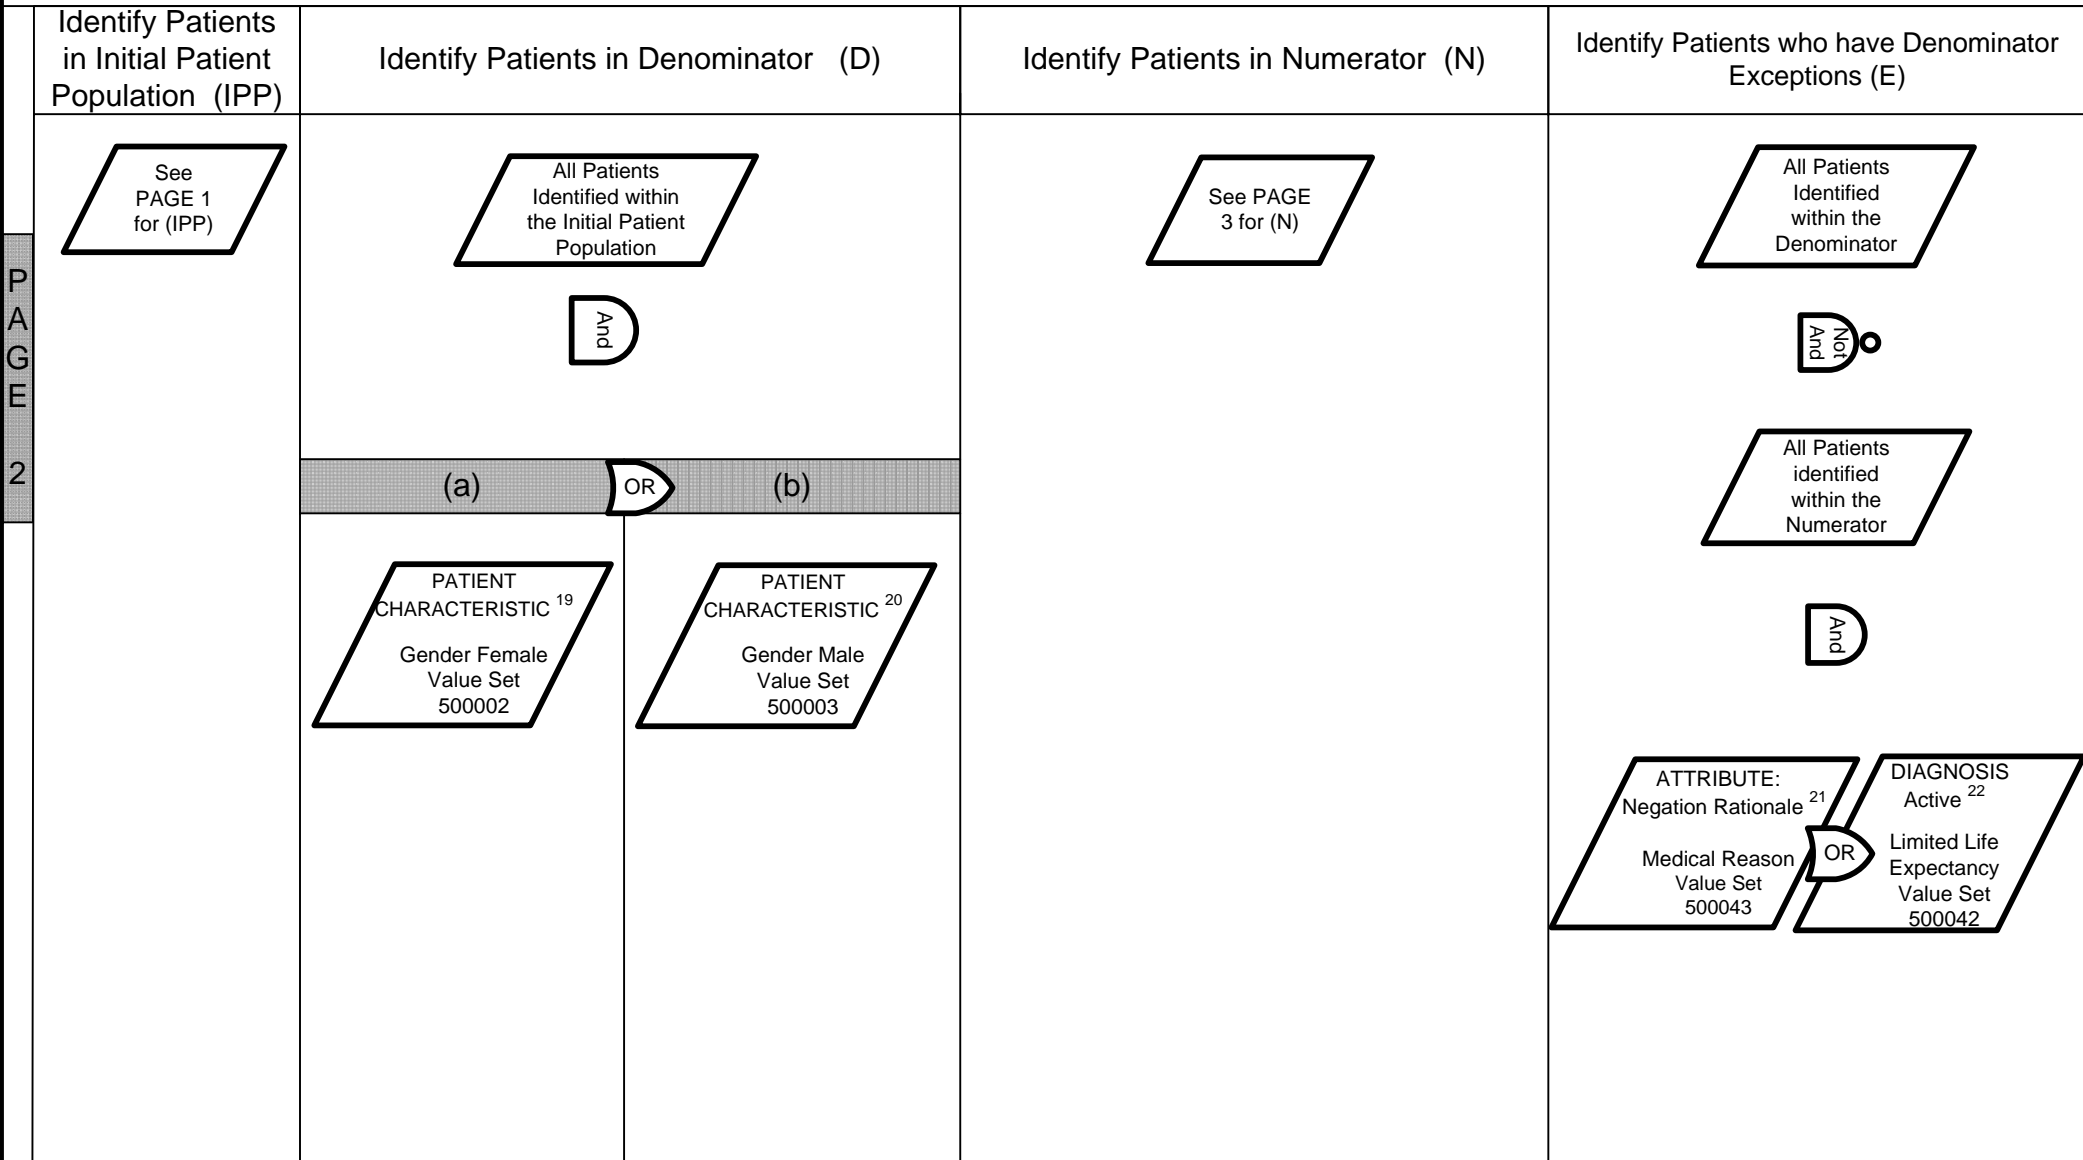 Identify Patients
in Initial Patient
Population (IPP)
Identify Patients in Denominator (D)
Identify Patients in Numerator (N)
Identify Patients who have Denominator
Exceptions (E)
P
A
G
E
2
See
PAGE 1
for (IPP)
All Patients
Identified within
the Initial Patient
Population
And
(a)
OR
(b)
PATIENT
CHARACTERISTIC 19
Gender Female
Value Set
500002
PATIENT
CHARACTERISTIC 20
Gender Male
Value Set
500003
See PAGE
3 for (N)
All Patients
Identified
within the
Denominator
Not
And
All Patients
identified
within the
Numerator
And
ATTRIBUTE:
Negation Rationale 21
Medical Reason
Value Set
500043
OR
DIAGNOSIS
Active 22
Limited Life
Expectancy
Value Set
500042